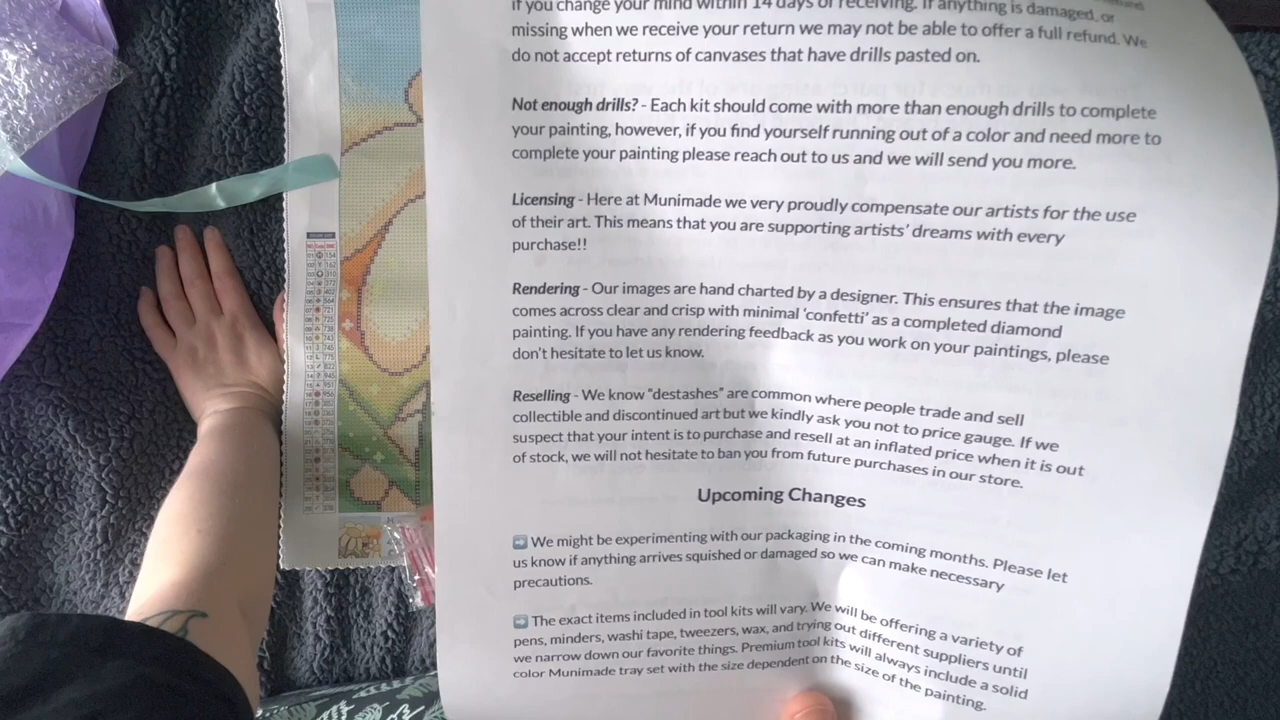 if you change your mind within 14 days of receiving. If anything is damaged, or
missing when we receive your return we may not be able to offer a full refund. We
do not accept returns of canvases that have drills pasted on.
Not enough drills? - Each kit should come with more than enough drills to complete
your painting, however, if you find yourself running out of a color and need more to
complete your painting please reach out to us and we will send you more.
Licensing - Here at Munimade we very proudly compensate our artists for the use
of their art. This means that you are supporting artists' dreams with every
purchase!!
Rendering - Our images are hand charted by a designer. This ensures that the image
comes across clear and crisp with minimal 'confetti' as a completed diamond
painting. If you have any rendering feedback as you work on your paintings, please
don't hesitate to let us know.
Reselling - We know "destashes" are common where people trade and sell
collectible and discontinued art but we kindly ask you not to price gauge. If we
suspect that your intent is to purchase and resell at an inflated price when it is out
of stock, we will not hesitate to ban you from future purchases in our store.
Upcoming Changes
➡ We might be experimenting with our packaging in the coming months. Please let
us know if anything arrives squished or damaged so we can make necessary
precautions.
➡ The exact items included in tool kits will vary. We will be offering a variety of
pens, minders, washi tape, tweezers, wax, and trying out different suppliers until
we narrow down our favorite things. Premium tool kits will always include a solid
color Munimade tray set with the size dependent on the size of the painting.